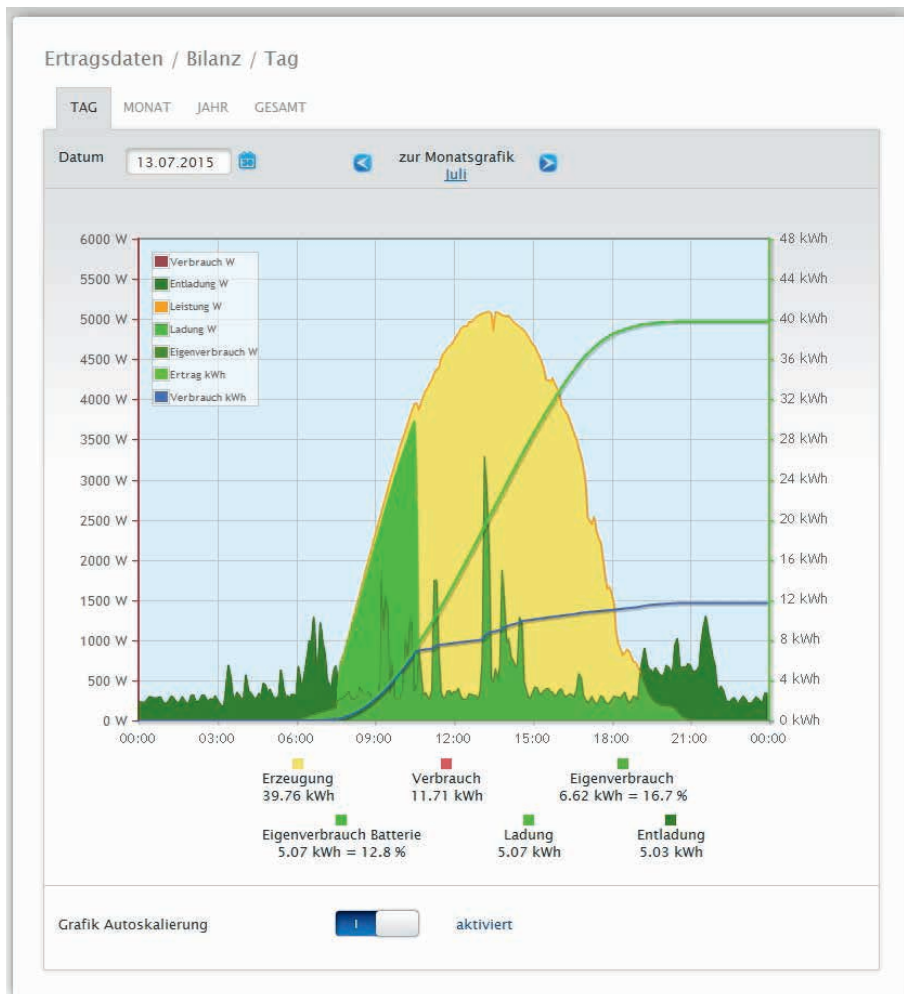 Ertragsdaten / Bilanz / Tag
TAG MONAT JAHR GESAMT
Datum 13.07.2015 zur Monatsgrafik
Juli
6000 W 48 kWh
Verbrauch W
5500 W 44 kWh
Entladung W
Leistung W
5000 W 40 kWh
Ladung W
Eigenverbrauch W
4500 W 36 kWh
Ertrag kWh
Verbrauch kWh
4000 W 32 kWh
3500 W 28 kWh
3000 W 24 kWh
2500 W 20 kWh
2000 W 16 kWh
1500 W 12 kWh
1000 W 8 kWh
500 W 4 kWh
0 W 0 kWh
00:00 03:00 06:00 09:00 12:00 15:00 18:00 21:00 00:00
Erzeugung Verbrauch Eigenverbrauch
39.76 kWh 11.71 kWh 6.62 kWh = 16.7 %
Eigenverbrauch Batterie Ladung Entladung
5.07 kWh = 12.8 % 5.07 kWh 5.03 kWh
Grafik Autoskalierung I aktiviert